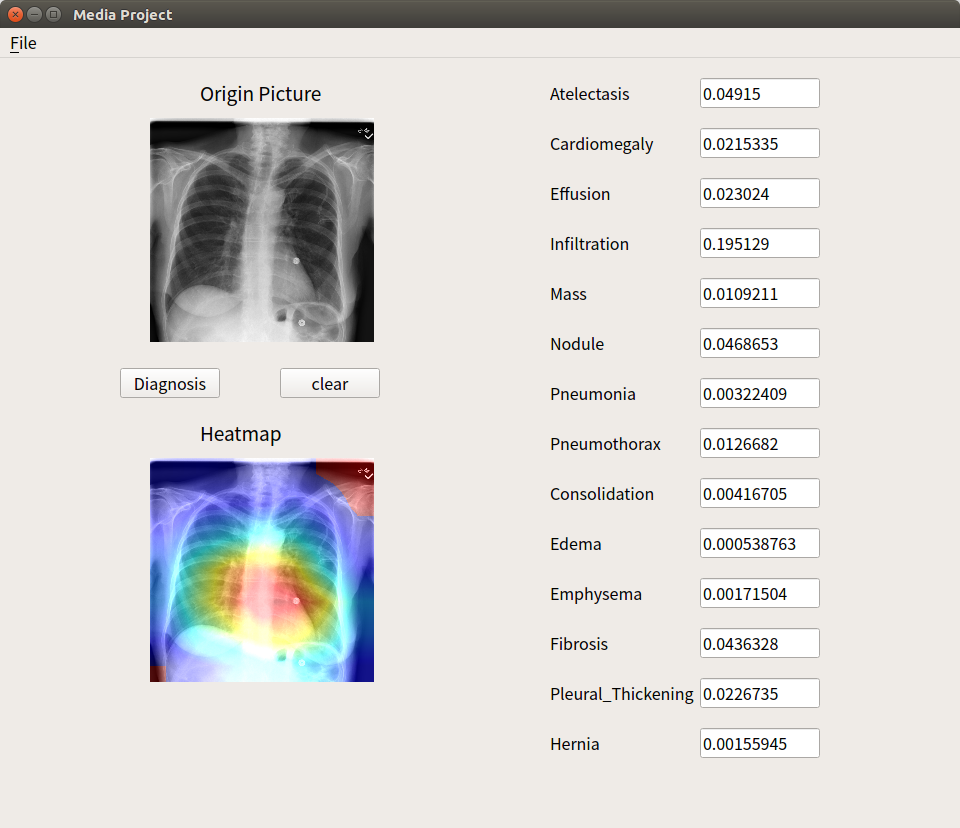 Media Project
File
Origin Picture
Diagnosis
clear
Heatmap
Atelectasis 0.04915
Cardiomegaly 0.0215335
Effusion 0.023024
Infiltration 0.195129
Mass 0.0109211
Nodule 0.0468653
Pneumonia 0.00322409
Pneumothorax 0.0126682
Consolidation 0.00416705
Edema 0.000538763
Emphysema 0.00171504
Fibrosis 0.0436328
Pleural_Thickening 0.0226735
Hernia 0.00155945